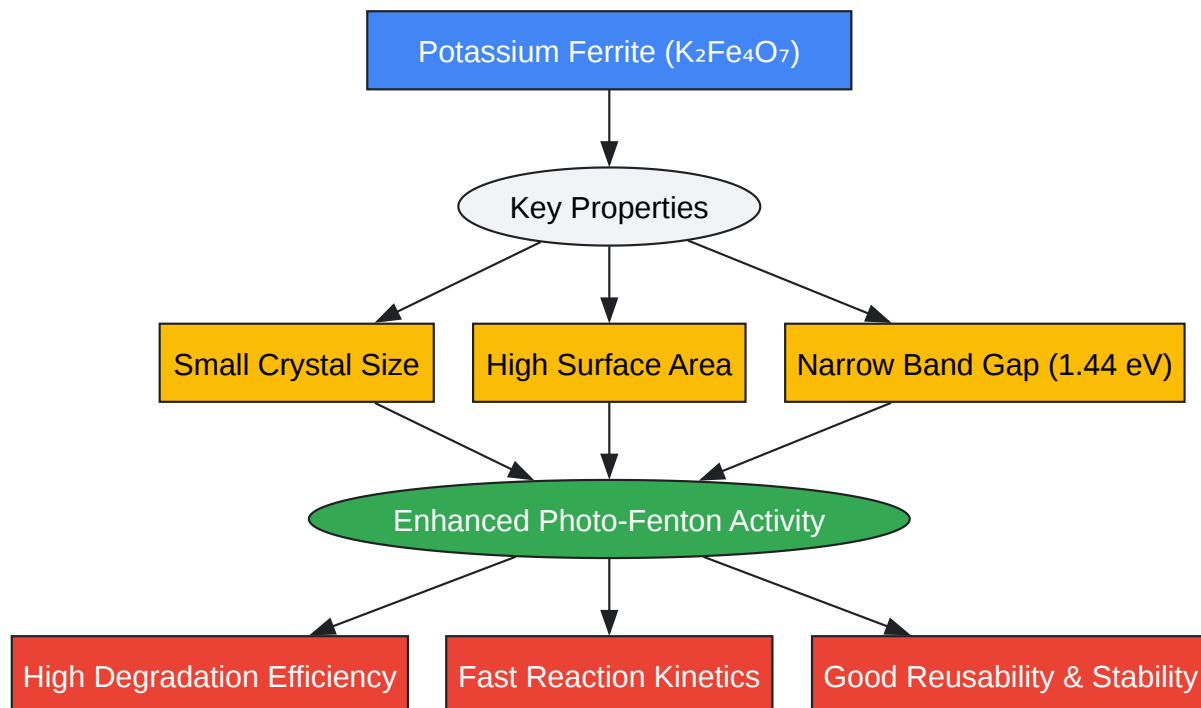 Potassium Ferrite (K₂Fe₄O₇)
Key Properties
Small Crystal Size
High Surface Area
Narrow Band Gap (1.44 eV)
Enhanced Photo-Fenton Activity
High Degradation Efficiency
Fast Reaction Kinetics
Good Reusability & Stability